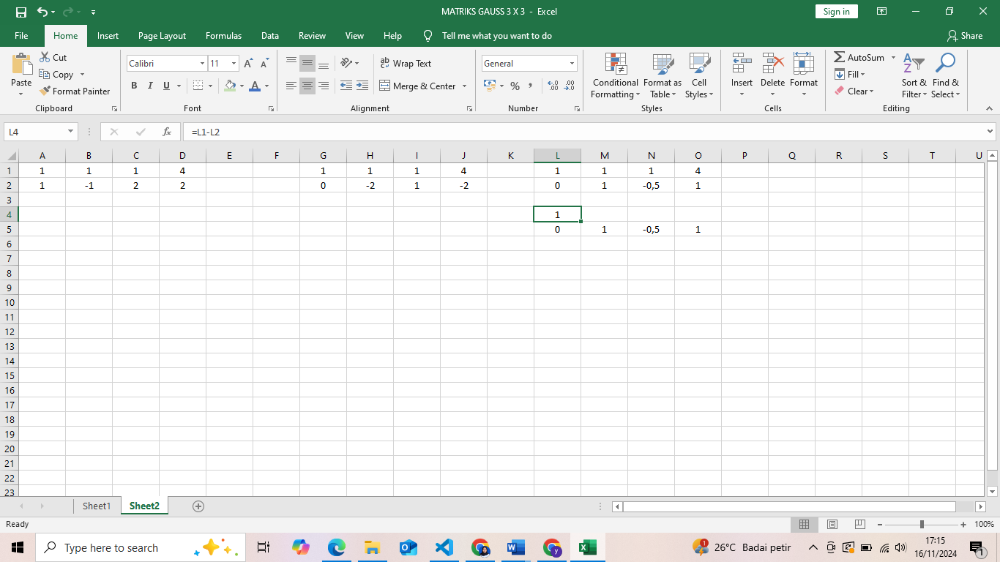 MATRIKS GAUSS 3 X 3 - Excel
Sign in
File Home Insert Page Layout Formulas Data Review View Help Tell me what you want to do Share
Cut
Copy
Format Painter
Paste
Clipboard
Calibri 11
B I U A
Font
Wrap Text
Merge & Center
Alignment
General
%
Number
Conditional Formatting
Format as Table
Cell Styles
Styles
Insert Delete Format
Cells
AutoSum
Fill
Clear
Sort & Filter
Find & Select
Editing
L4 fx =L1-L2
A B C D E F G H I J K L M N O P Q R S T U
1 1 1 1 4 1 1 1 4 1 1 1 4
2 1 -1 2 2 0 -2 1 -2 0 1 -0,5 1
3
4 1
5 0 1 -0,5 1
6
7
8
9
10
11
12
13
14
15
16
17
18
19
20
21
22
23
Sheet1 Sheet2
Ready 100%
Type here to search
26°C Badai petir
17:15
16/11/2024
1